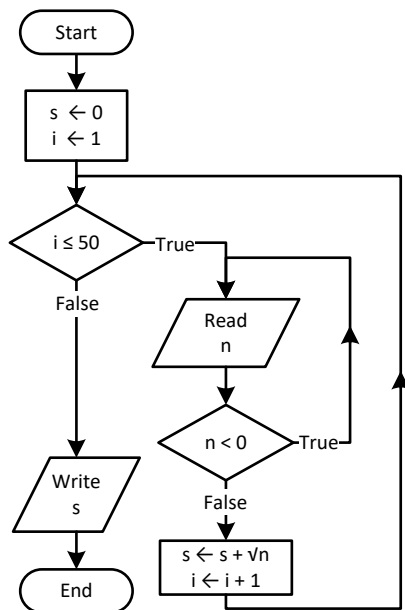 Start
s ← 0
i ← 1
i ≤ 50
True
False
Read
n
n < 0
True
False
s ← s + √n
i ← i + 1
Write
s
End